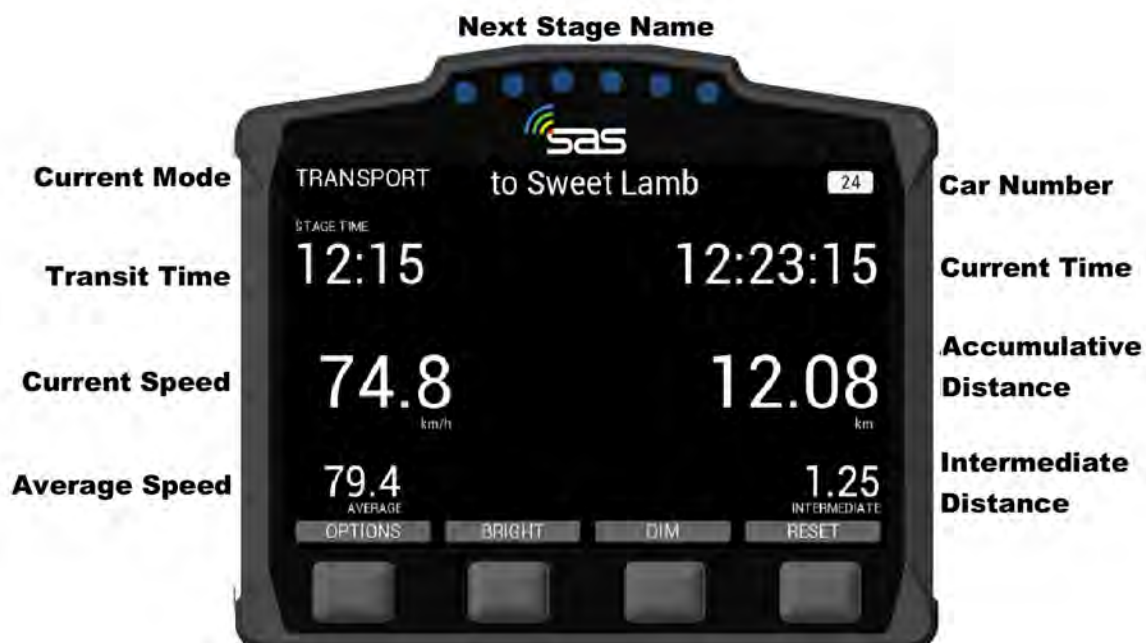 Next Stage Name
sas
Current Mode
TRANSPORT
to Sweet Lamb
24
Car Number
STAGE TIME
Transit Time
12:15
12:23:15
Current Time
Current Speed
74.8
km/h
12.08
km
Accumulative
Distance
Average Speed
79.4
AVERAGE
1.25
INTERMEDIATE
Intermediate
Distance
OPTIONS
BRIGHT
DIM
RESET